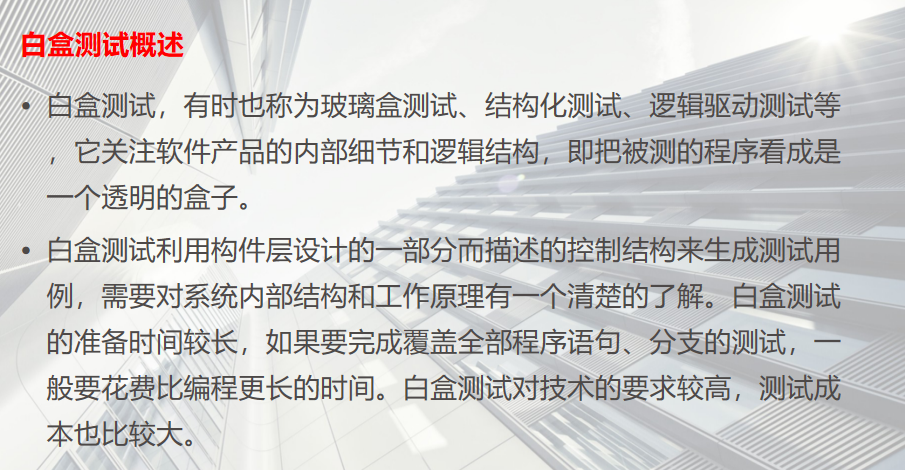 白盒测试概述
• 白盒测试，有时也称为玻璃盒测试、结构化测试、逻辑驱动测试等
，它关注软件产品的内部细节和逻辑结构，即把被测的程序看成是
一个透明的盒子。
• 白盒测试利用构件层设计的一部分而描述的控制结构来生成测试用
例，需要对系统内部结构和工作原理有一个清楚的了解。白盒测试
的准备时间较长，如果要完成覆盖全部程序语句、分支的测试，一
般要花费比编程更长的时间。白盒测试对技术的要求较高，测试成
本也比较大。